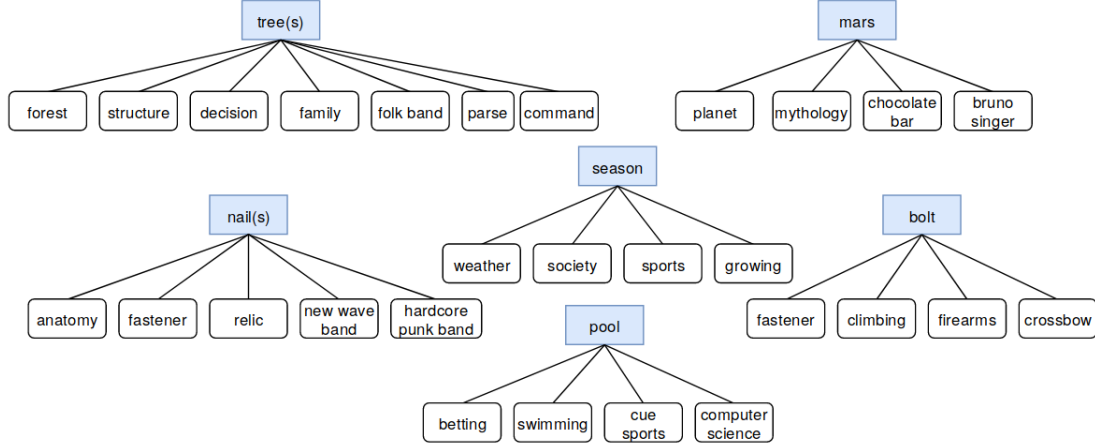 tree(s)
mars
forest
structure
decision
family
folk band
parse
command
planet
mythology
chocolate
bar
bruno
singer
season
nail(s)
bolt
weather
society
sports
growing
anatomy
fastener
relic
new wave
band
hardcore
punk band
fastener
climbing
firearms
crossbow
pool
betting
swimming
cue
sports
computer
science